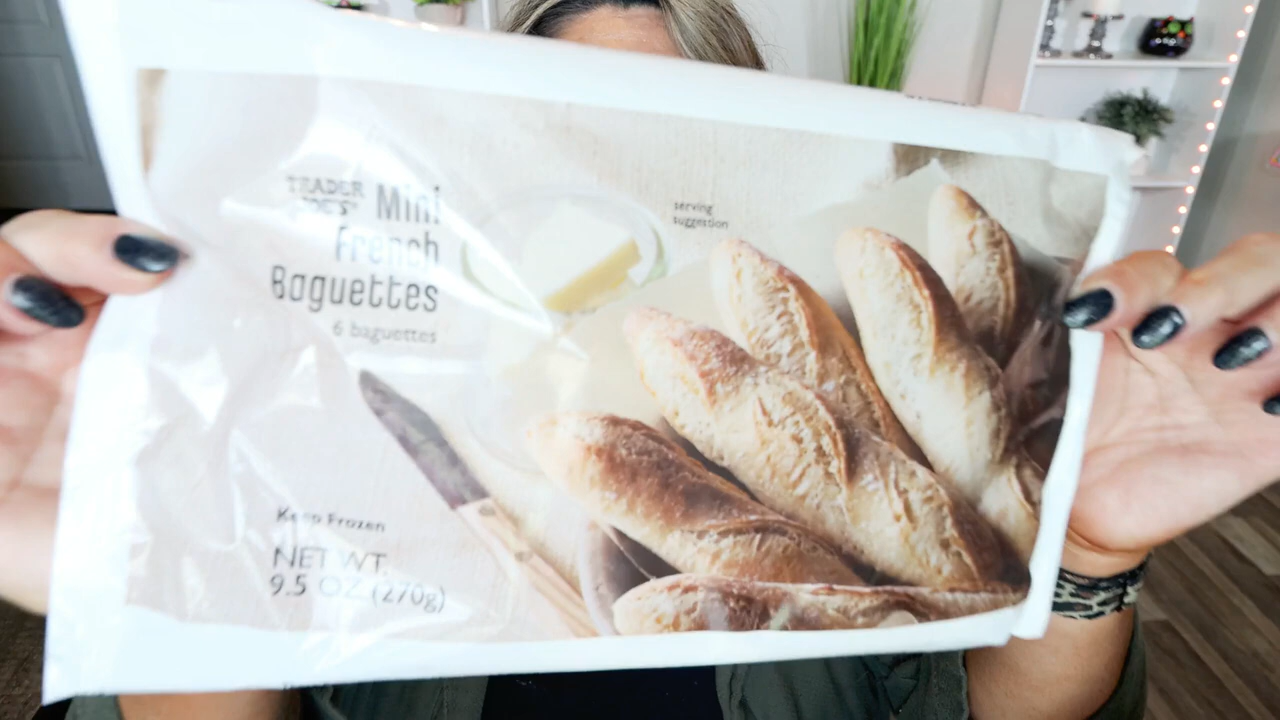 TRADER
JOE'S
Mini
French
Baguettes
6 baguettes
serving
suggestion
Keep Frozen
NET WT.
9.5 OZ (270g)